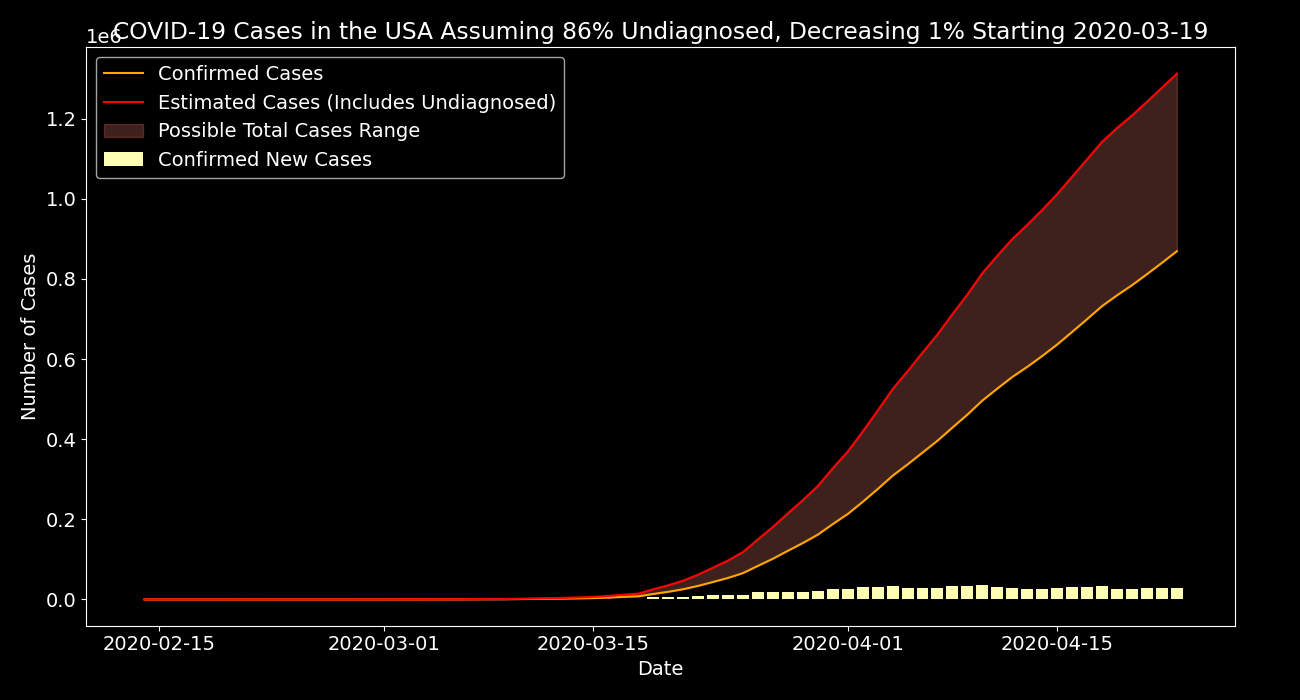 COVID-19 Cases in the USA Assuming 86% Undiagnosed, Decreasing 1% Starting 2020-03-19
1e6
Confirmed Cases
Estimated Cases (Includes Undiagnosed)
Possible Total Cases Range
Confirmed New Cases
1.2
1.0
0.8
0.6
0.4
0.2
0.0
Number of Cases
2020-02-15 2020-03-01 2020-03-15 2020-04-01 2020-04-15
Date